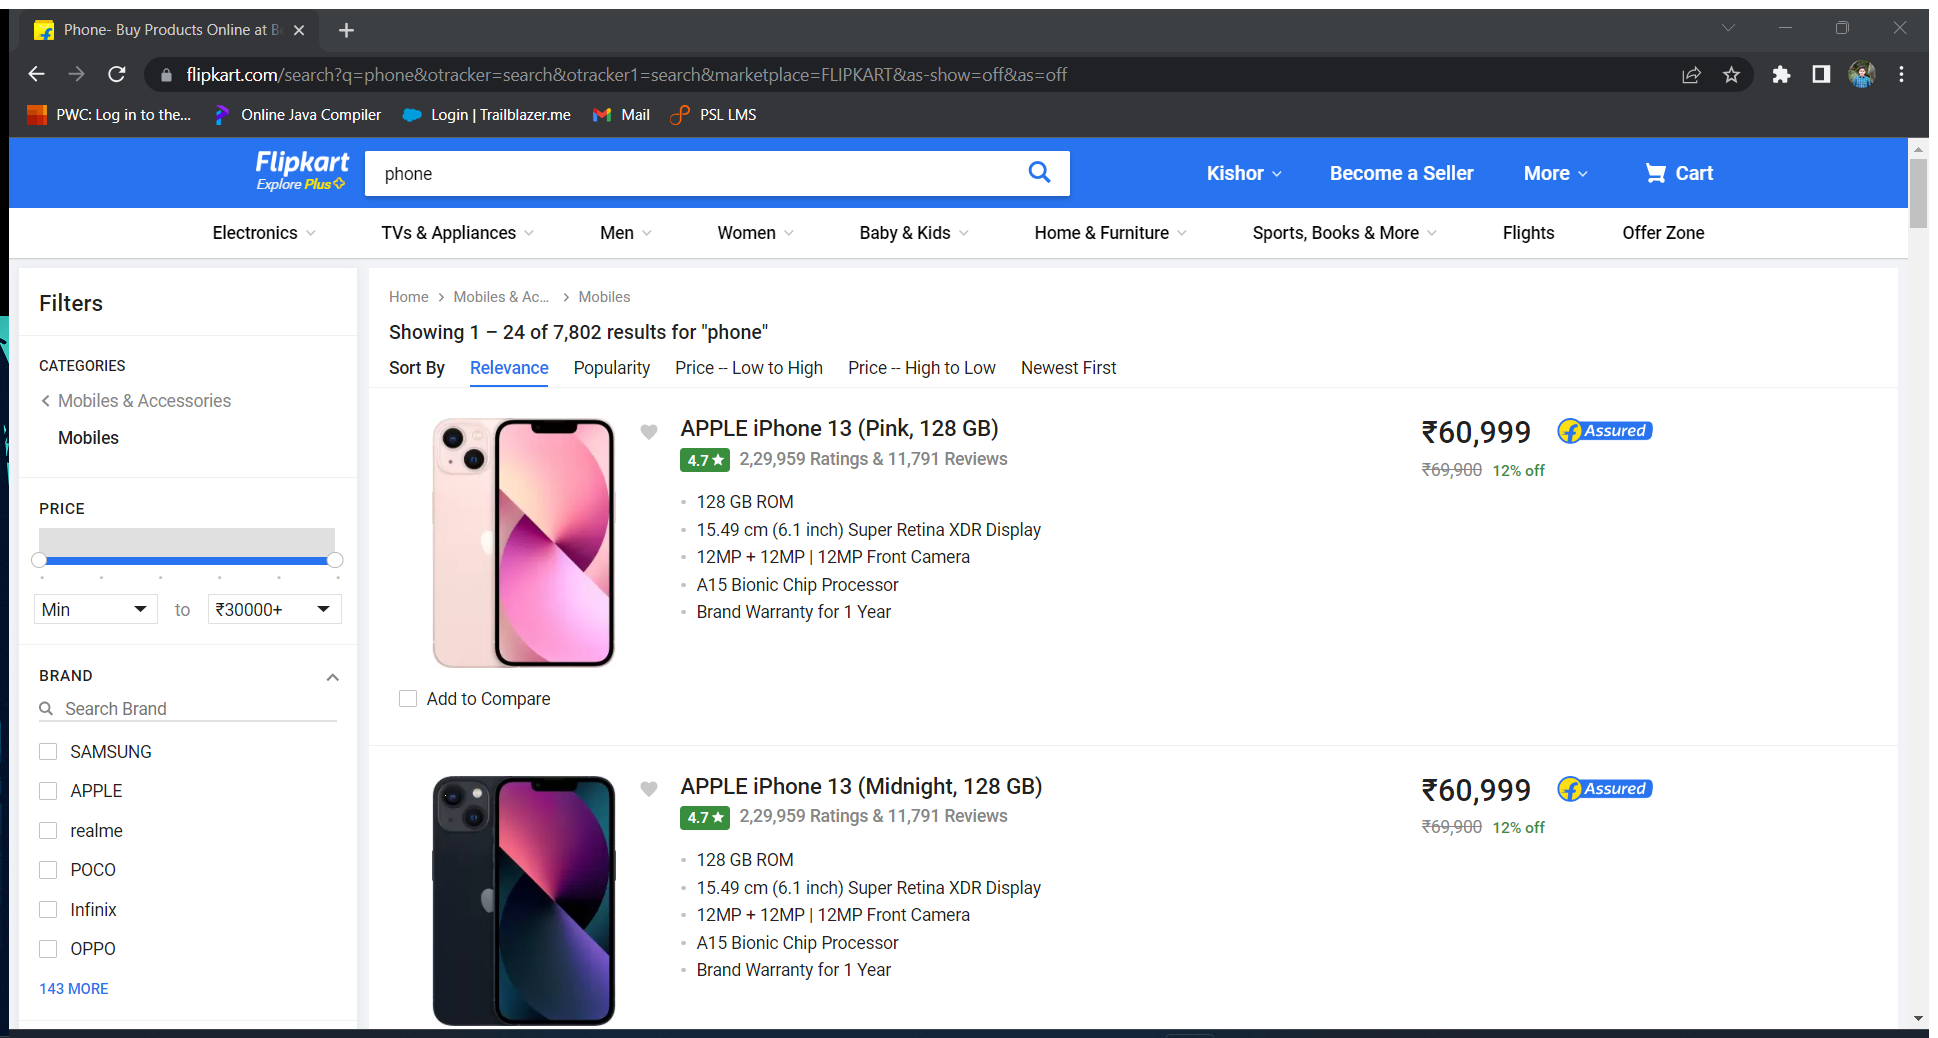 Phone- Buy Products Online at Be
flipkart.com/search?q=phone&otracker=search&otracker1=search&marketplace=FLIPKART&as-show=off&as=off
PWC: Log in to the... Online Java Compiler Login | Trailblazer.me Mail PSL LMS
Flipkart
Explore Plus
phone
Kishor Become a Seller More Cart
Electronics TVs & Appliances Men Women Baby & Kids Home & Furniture Sports, Books & More Flights Offer Zone
Filters
CATEGORIES
Mobiles & Accessories
Mobiles
PRICE
Min to ₹30000+
BRAND
Search Brand
SAMSUNG
APPLE
realme
POCO
Infinix
OPPO
143 MORE
Home Mobiles & Ac... Mobiles
Showing 1 – 24 of 7,802 results for "phone"
Sort By Relevance Popularity Price -- Low to High Price -- High to Low Newest First
APPLE iPhone 13 (Pink, 128 GB)
4.7 2,29,959 Ratings & 11,791 Reviews
128 GB ROM
15.49 cm (6.1 inch) Super Retina XDR Display
12MP + 12MP | 12MP Front Camera
A15 Bionic Chip Processor
Brand Warranty for 1 Year
₹60,999 Assured
₹69,900 12% off
Add to Compare
APPLE iPhone 13 (Midnight, 128 GB)
4.7 2,29,959 Ratings & 11,791 Reviews
128 GB ROM
15.49 cm (6.1 inch) Super Retina XDR Display
12MP + 12MP | 12MP Front Camera
A15 Bionic Chip Processor
Brand Warranty for 1 Year
₹60,999 Assured
₹69,900 12% off